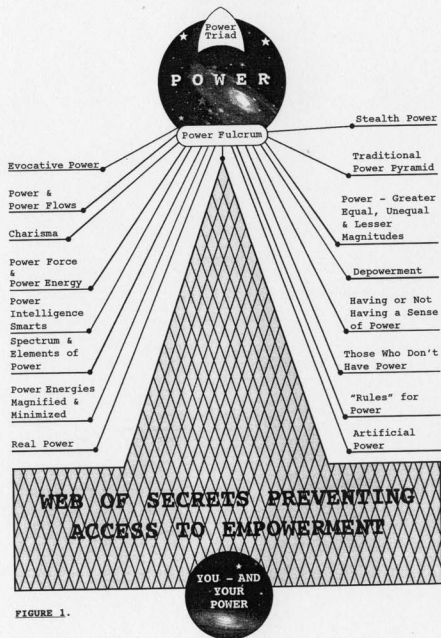 Power
Triad
POWER
Power Fulcrum
Evocative Power
Power &
Power Flows
Charisma
Power Force
&
Power Energy
Power
Intelligence
Smarts
Spectrum &
Elements of
Power
Power Energies
Magnified &
Minimized
Real Power
Stealth Power
Traditional
Power Pyramid
Power - Greater
Equal, Unequal
& Lesser
Magnitudes
Depowerment
Having or Not
Having a Sense
of Power
Those Who Don't
Have Power
"Rules" for
Power
Artificial
Power
WEB OF SECRETS PREVENTING
ACCESS TO EMPOWERMENT
YOU - AND
YOUR
POWER
FIGURE 1.